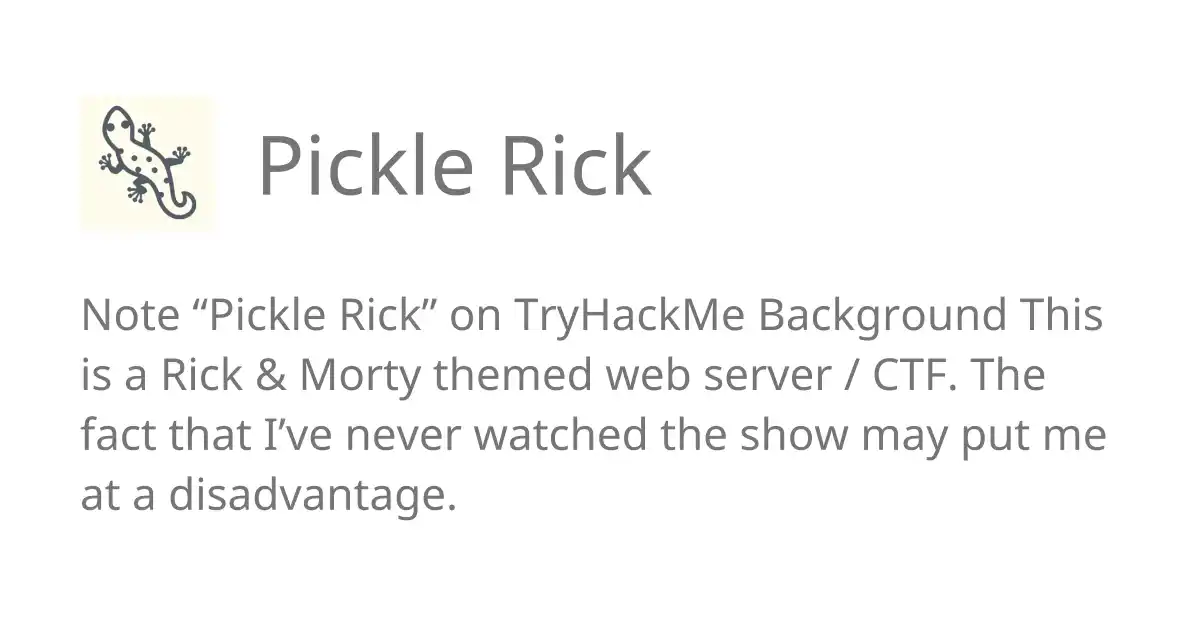 Pickle Rick
Note “Pickle Rick” on TryHackMe Background This
is a Rick & Morty themed web server / CTF. The
fact that I’ve never watched the show may put me
at a disadvantage.